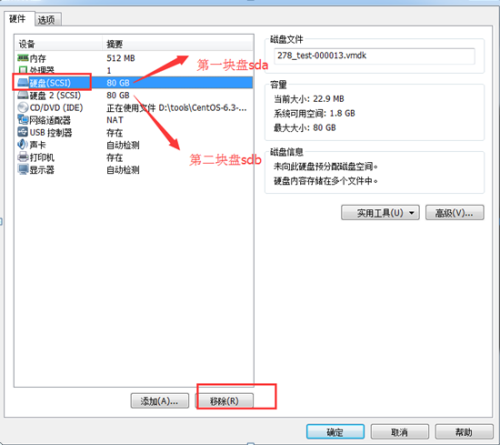 硬件 选项
设备 摘要
内存 512 MB
处理器 1
硬盘(SCSI) 80 GB
硬盘 2 (SCSI) 80 GB
CD/DVD (IDE) 正在使用文件 D:\tools\CentOS-6.3-...
网络适配器 NAT
USB 控制器 存在
声卡 自动检测
打印机 存在
显示器 自动检测
第一块盘sda
第二块盘sdb
添加(A)... 移除(R)
磁盘文件
278_test-000013.vmdk
容量
当前大小: 22.9 MB
系统可用空间: 1.8 GB
最大大小: 80 GB
磁盘信息
未向此硬盘预分配磁盘空间。
硬盘内容存储在多个文件中。
实用工具(U) 高级(V)...
确定 取消 帮助